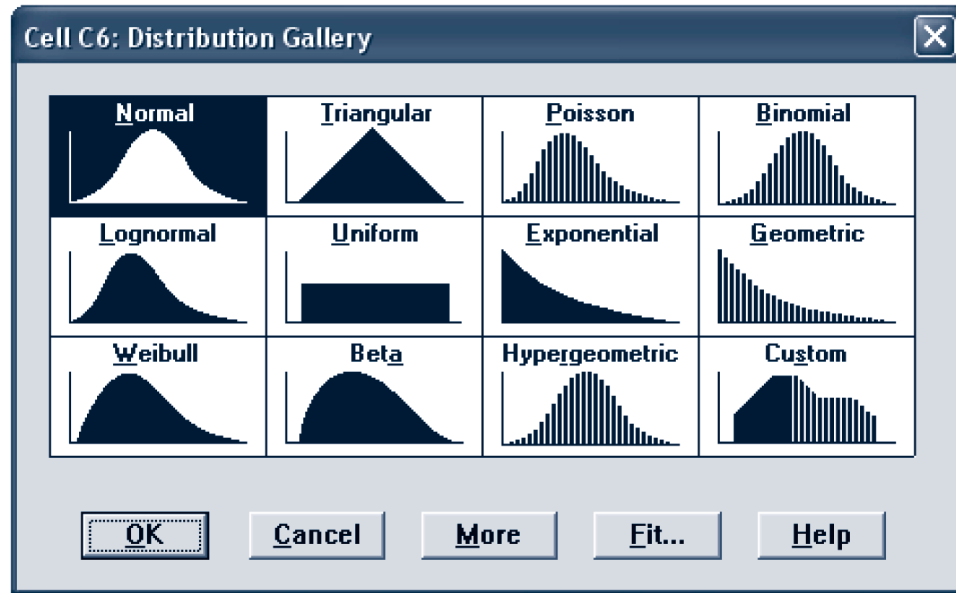 Cell C6: Distribution Gallery
Normal
Triangular
Poisson
Binomial
Lognormal
Uniform
Exponential
Geometric
Weibull
Beta
Hypergeometric
Custom
OK
Cancel
More
Fit...
Help